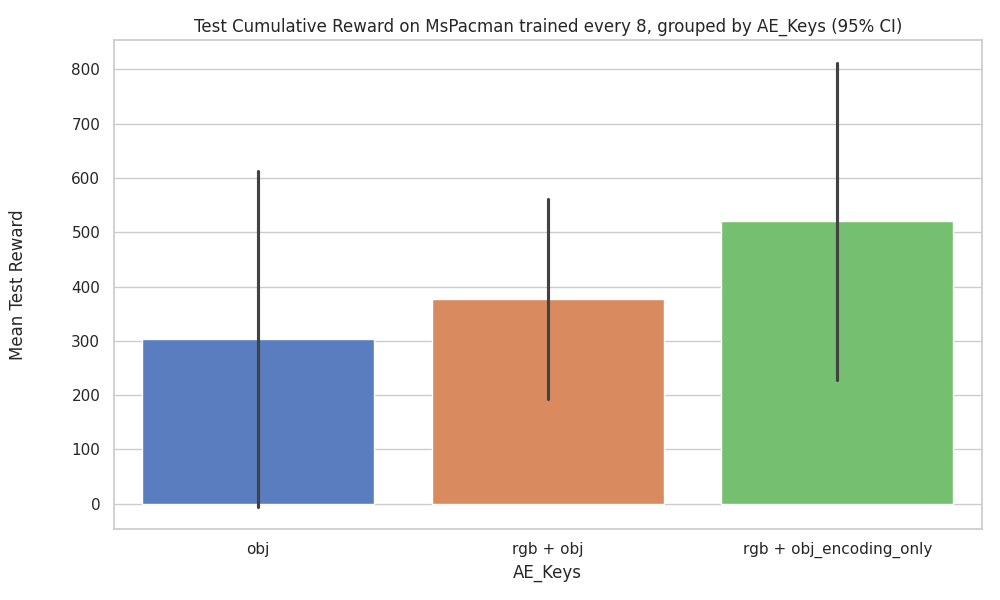 Test Cumulative Reward on MsPacman trained every 8, grouped by AE_Keys (95% CI)
800
700
600
500
400
300
200
100
0
Mean Test Reward
obj
rgb + obj
rgb + obj_encoding_only
AE_Keys